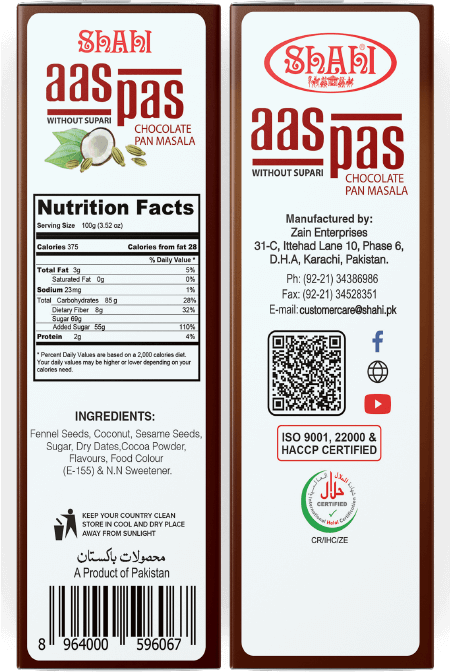 SHAHI
aas pas
WITHOUT SUPARI
CHOCOLATE
PAN MASALA
Nutrition Facts
Serving Size 100g (3.52 oz)
Calories 375 Calories from fat 28
% Daily Value *
Total Fat 3g 5%
Saturated Fat 0g 0%
Sodium 23mg 1%
Total Carbohydrates 85g 28%
Dietary Fiber 8g 32%
Sugar 69g
Added Sugar 55g 110%
Protein 2g 4%
* Percent Daily Values are based on a 2,000 calories diet.
Your daily values may be higher or lower depending on your
calories need.
INGREDIENTS:
Fennel Seeds, Coconut, Sesame Seeds,
Sugar, Dry Dates,Cocoa Powder,
Flavours, Food Colour
(E-155) & N.N Sweetener.
KEEP YOUR COUNTRY CLEAN
STORE IN COOL AND DRY PLACE
AWAY FROM SUNLIGHT
محصولات باكستان
A Product of Pakistan
8 964000 596067
SHAHI
aas pas
WITHOUT SUPARI
CHOCOLATE
PAN MASALA
Manufactured by:
Zain Enterprises
31-C, Ittehad Lane 10, Phase 6,
D.H.A, Karachi, Pakistan.
Ph: (92-21) 34386986
Fax: (92-21) 34528351
E-mail: customercare@shahi.pk
ISO 9001, 22000 &
HACCP CERTIFIED
حلال
CERTIFIED
International Halal Certification
CR/IHC/ZE